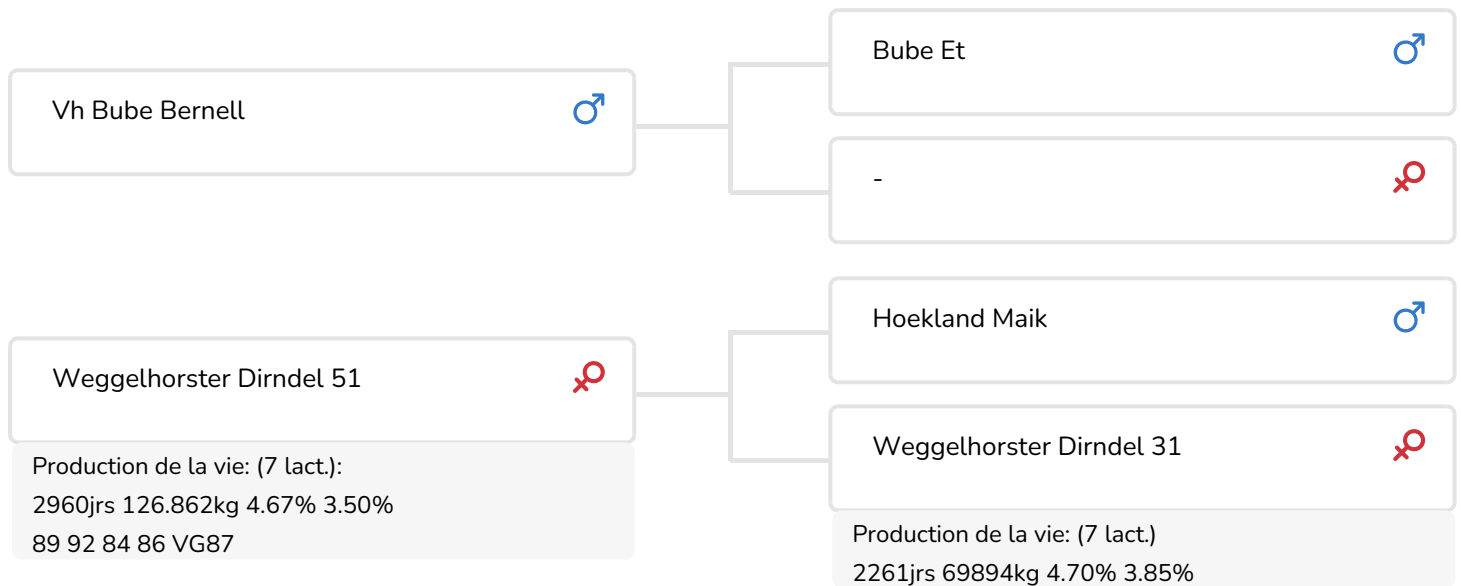 Vh Bube Bernell
Weggelhorster Dirndel 51
Production de la vie: (7 lact.):
2960jrs 126.862kg 4.67% 3.50%
89 92 84 86 VG87
Bube Et
-
Hoekland Maik
Weggelhorster Dirndel 31
Production de la vie: (7 lact.)
2261jrs 69894kg 4.70% 3.85%